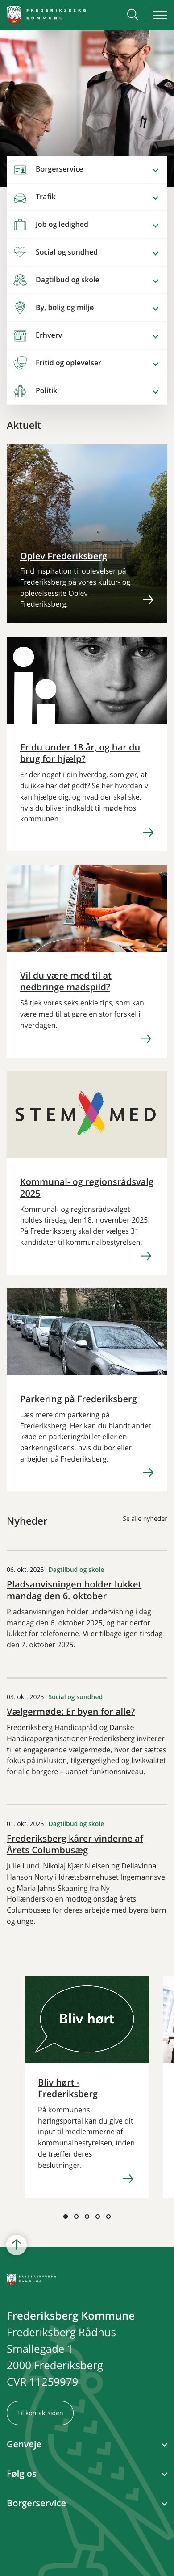 FREDERIKSBERG
KOMMUNE
Borgerservice
Trafik
Job og ledighed
Social og sundhed
Dagtilbud og skole
By, bolig og miljø
Erhverv
Fritid og oplevelser
Politik
Aktuelt
Oplev Frederiksberg
Find inspiration til oplevelser på
Frederiksberg på vores kultur- og
oplevelsessite Oplev
Frederiksberg.
Er du under 18 år, og har du
brug for hjælp?
Er der noget i din hverdag, som gør, at
du ikke har det godt? Se her hvordan vi
kan hjælpe dig, og hvad der skal ske,
hvis du bliver indkaldt til møde hos
kommunen.
Vil du være med til at
nedbringe madspild?
Så tjek vores seks enkle tips, som kan
være med til at gøre en stor forskel i
hverdagen.
STEM MED
Kommunal- og regionsrådsvalg
2025
Kommunal- og regionsrådsvalget
holdes tirsdag den 18. november 2025.
På Frederiksberg skal der vælges 31
kandidater til kommunalbestyrelsen.
Parkering på Frederiksberg
Læs mere om parkering på
Frederiksberg. Her kan du blandt andet
købe en parkeringsbillet eller en
parkeringslicens, hvis du bor eller
arbejder på Frederiksberg.
Nyheder
Se alle nyheder
06. okt. 2025 Dagtilbud og skole
Pladsanvisningen holder lukket
mandag den 6. oktober
Pladsanvisningen holder undervisning i dag
mandag den 6. oktober 2025, og har derfor
lukket for telefonerne. Vi er tilbage igen tirsdag
den 7. oktober 2025.
03. okt. 2025 Social og sundhed
Vælgermøde: Er byen for alle?
Frederiksberg Handicapråd og Danske
Handicaporganisationer Frederiksberg inviterer
til et engagerende vælgermøde, hvor der sættes
fokus på inklusion, tilgængelighed og livskvalitet
for alle borgere – uanset funktionsniveau.
01. okt. 2025 Dagtilbud og skole
Frederiksberg kårer vinderne af
Årets Columbusæg
Julie Lund, Nikolaj Kjær Nielsen og Dellavinna
Hanson Norty i Idrætsbørnehuset Ingemannsvej
og Maria Jahns Skaaning fra Ny
Hollænderskolen modtog onsdag årets
Columbusæg for deres arbejde med byens børn
og unge.
Bliv hørt
Bliv hørt -
Frederiksberg
På kommunens
høringsportal kan du give dit
input til medlemmerne af
kommunalbestyrelsen, inden
de træffer deres
beslutninger.
FREDERIKSBERG
KOMMUNE
Frederiksberg Kommune
Frederiksberg Rådhus
Smallegade 1
2000 Frederiksberg
CVR 11259979
Til kontaktsiden
Genveje
Følg os
Borgerservice